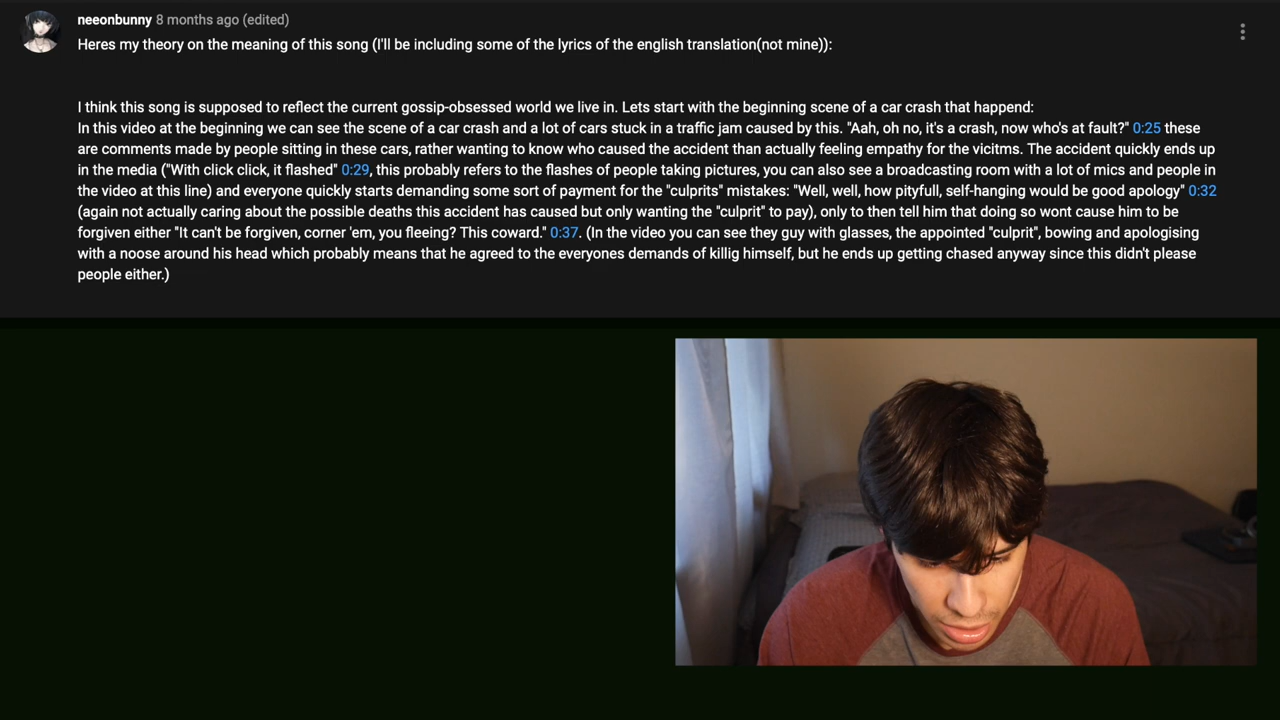 neeonbunny 8 months ago (edited)
Heres my theory on the meaning of this song (I'll be including some of the lyrics of the english translation(not mine)):
I think this song is supposed to reflect the current gossip-obsessed world we live in. Lets start with the beginning scene of a car crash that happend:
In this video at the beginning we can see the scene of a car crash and a lot of cars stuck in a traffic jam caused by this. "Aah, oh no, it's a crash, now who's at fault?" 0:25 these
are comments made by people sitting in these cars, rather wanting to know who caused the accident than actually feeling empathy for the vicitms. The accident quickly ends up
in the media ("With click click, it flashed" 0:29, this probably refers to the flashes of people taking pictures, you can also see a broadcasting room with a lot of mics and people in
the video at this line) and everyone quickly starts demanding some sort of payment for the "culprits" mistakes: "Well, well, how pityfull, self-hanging would be good apology" 0:32
(again not actually caring about the possible deaths this accident has caused but only wanting the "culprit" to pay), only to then tell him that doing so wont cause him to be
forgiven either "It can't be forgiven, corner 'em, you fleeing? This coward." 0:37. (In the video you can see they guy with glasses, the appointed "culprit", bowing and apologising
with a noose around his head which probably means that he agreed to the everyones demands of killig himself, but he ends up getting chased anyway since this didn't please
people either.)